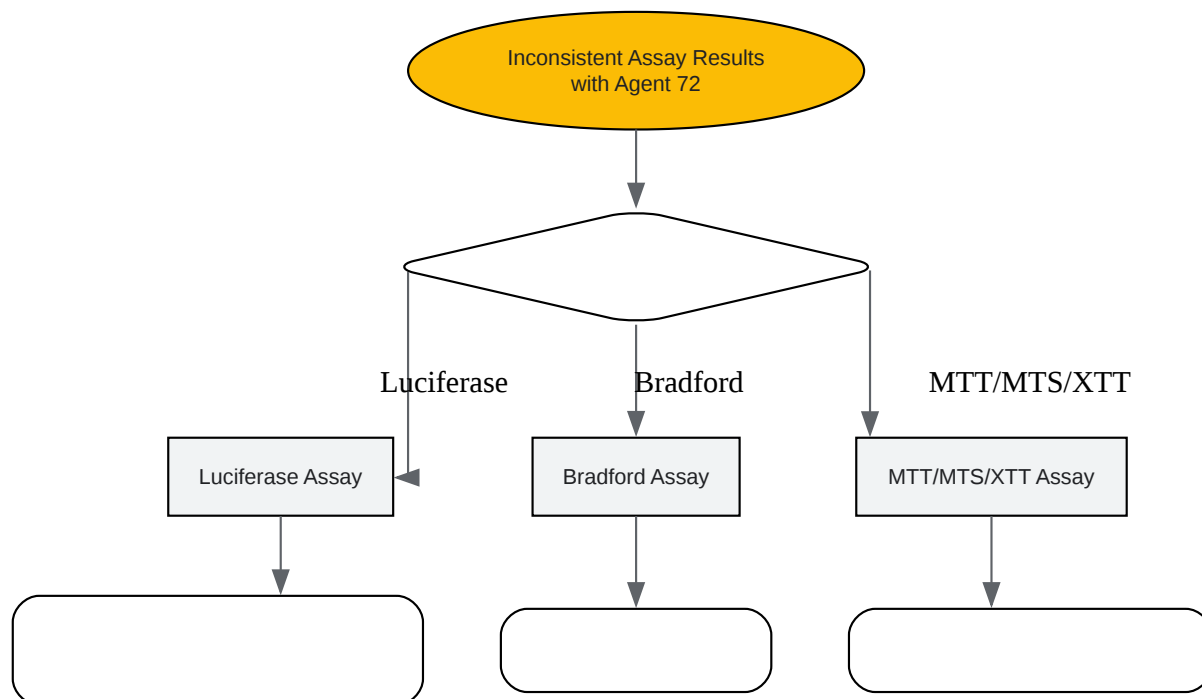 Inconsistent Assay Results
with Agent 72
Luciferase
Bradford
MTT/MTS/XTT
Luciferase Assay
Bradford Assay
MTT/MTS/XTT Assay